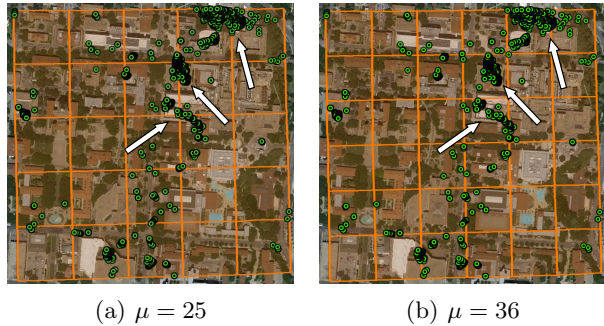 (a) μ = 25
(b) μ = 36